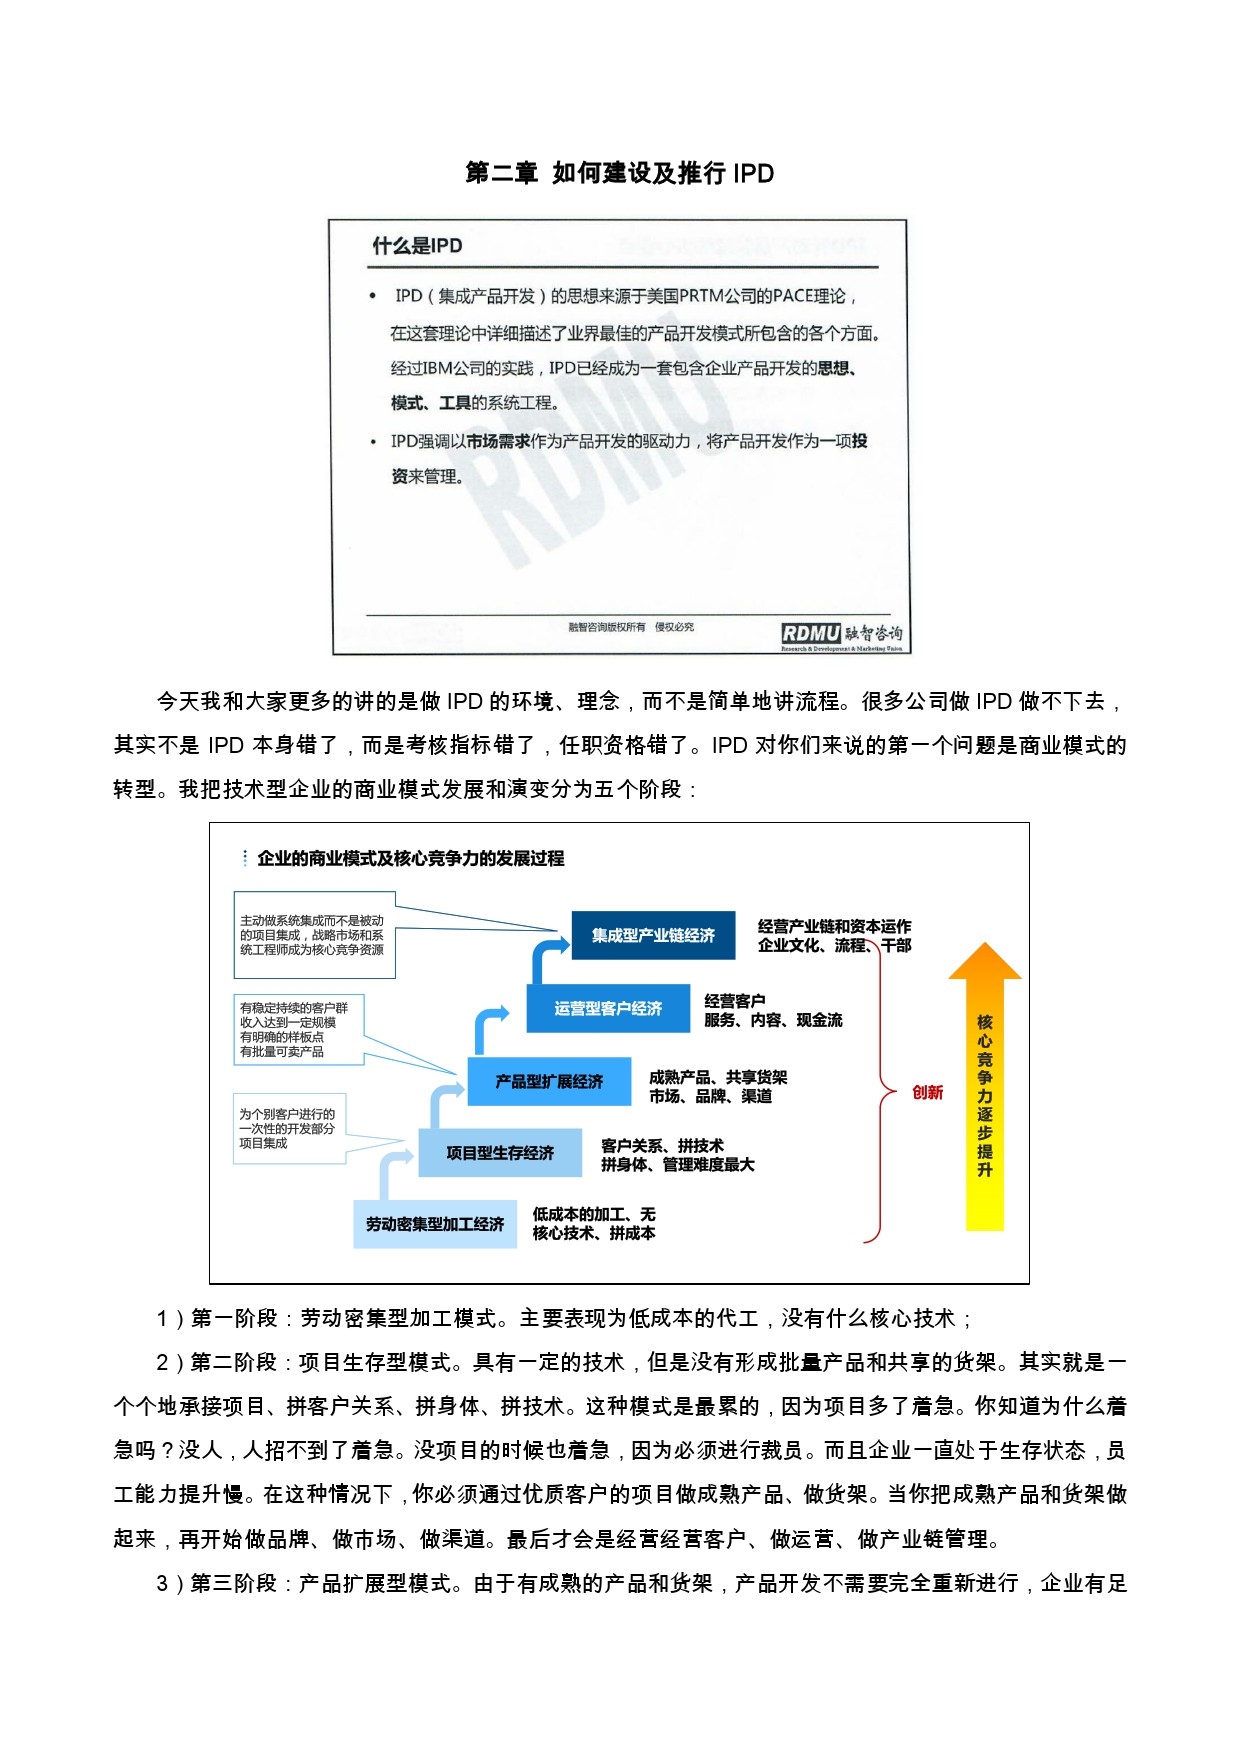 第二章 如何建设及推行 IPD
什么是IPD
• IPD（集成产品开发）的思想来源于美国PRTM公司的PACE理论，
在这套理论中详细描述了业界最佳的产品开发模式所包含的各个方面。
经过IBM公司的实践，IPD已经成为一套包含企业产品开发的思想、
模式、工具的系统工程。
• IPD强调以市场需求作为产品开发的驱动力，将产品开发作为一项投
资来管理。
RDMU
融智咨询版权所有 侵权必究
RDMU 融智咨询
Research & Development & Marketing Union
今天我和大家更多的讲的是做 IPD 的环境、理念，而不是简单地讲流程。很多公司做 IPD 做不下去，
其实不是 IPD 本身错了，而是考核指标错了，任职资格错了。IPD 对你们来说的第一个问题是商业模式的
转型。我把技术型企业的商业模式发展和演变分为五个阶段：
企业的商业模式及核心竞争力的发展过程
主动做系统集成而不是被动
的项目集成，战略市场和系
统工程师成为核心竞争资源
集成型产业链经济
经营产业链和资本运作
企业文化、流程、干部
有稳定持续的客户群
收入达到一定规模
有明确的样板点
有批量可卖产品
运营型客户经济
经营客户
服务、内容、现金流
产品型扩展经济
成熟产品、共享货架
市场、品牌、渠道
为个别客户进行的
一次性的开发部分
项目集成
项目型生存经济
客户关系、拼技术
拼身体、管理难度最大
劳动密集型加工经济
低成本的加工、无
核心技术、拼成本
创新
核心竞争力逐步提升
1）第一阶段：劳动密集型加工模式。主要表现为低成本的代工，没有什么核心技术；
2）第二阶段：项目生存型模式。具有一定的技术，但是没有形成批量产品和共享的货架。其实就是一
个个地承接项目、拼客户关系、拼身体、拼技术。这种模式是最累的，因为项目多了着急。你知道为什么着
急吗？没人，人招不到了着急。没项目的时候也着急，因为必须进行裁员。而且企业一直处于生存状态，员
工能力提升慢。在这种情况下，你必须通过优质客户的项目做成熟产品、做货架。当你把成熟产品和货架做
起来，再开始做品牌、做市场、做渠道。最后才会是经营经营客户、做运营、做产业链管理。
3）第三阶段：产品扩展型模式。由于有成熟的产品和货架，产品开发不需要完全重新进行，企业有足